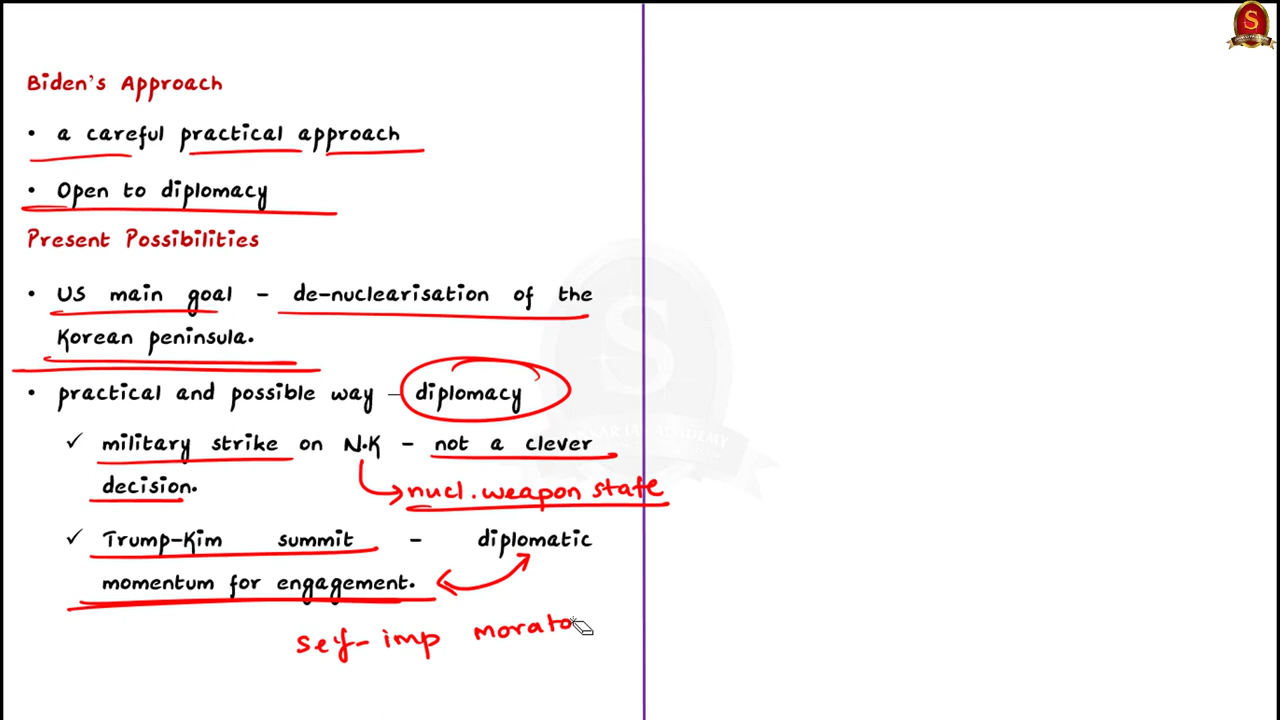 Biden's Approach
• a careful practical approach
• Open to diplomacy
Present Possibilities
• US main goal – de-nuclearisation of the
Korean peninsula.
• practical and possible way – diplomacy
✓ military strike on N.K – not a clever
decision.
nucl. weapon state
✓ Trump-Kim summit – diplomatic
momentum for engagement.
self- imp morato
S